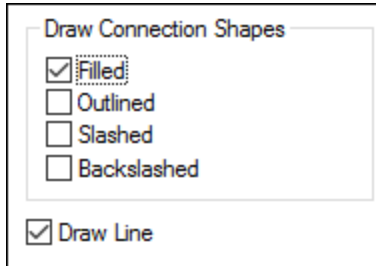 Draw Connection Shapes
Filled
Outlined
Slashed
Backslashed
Draw Line